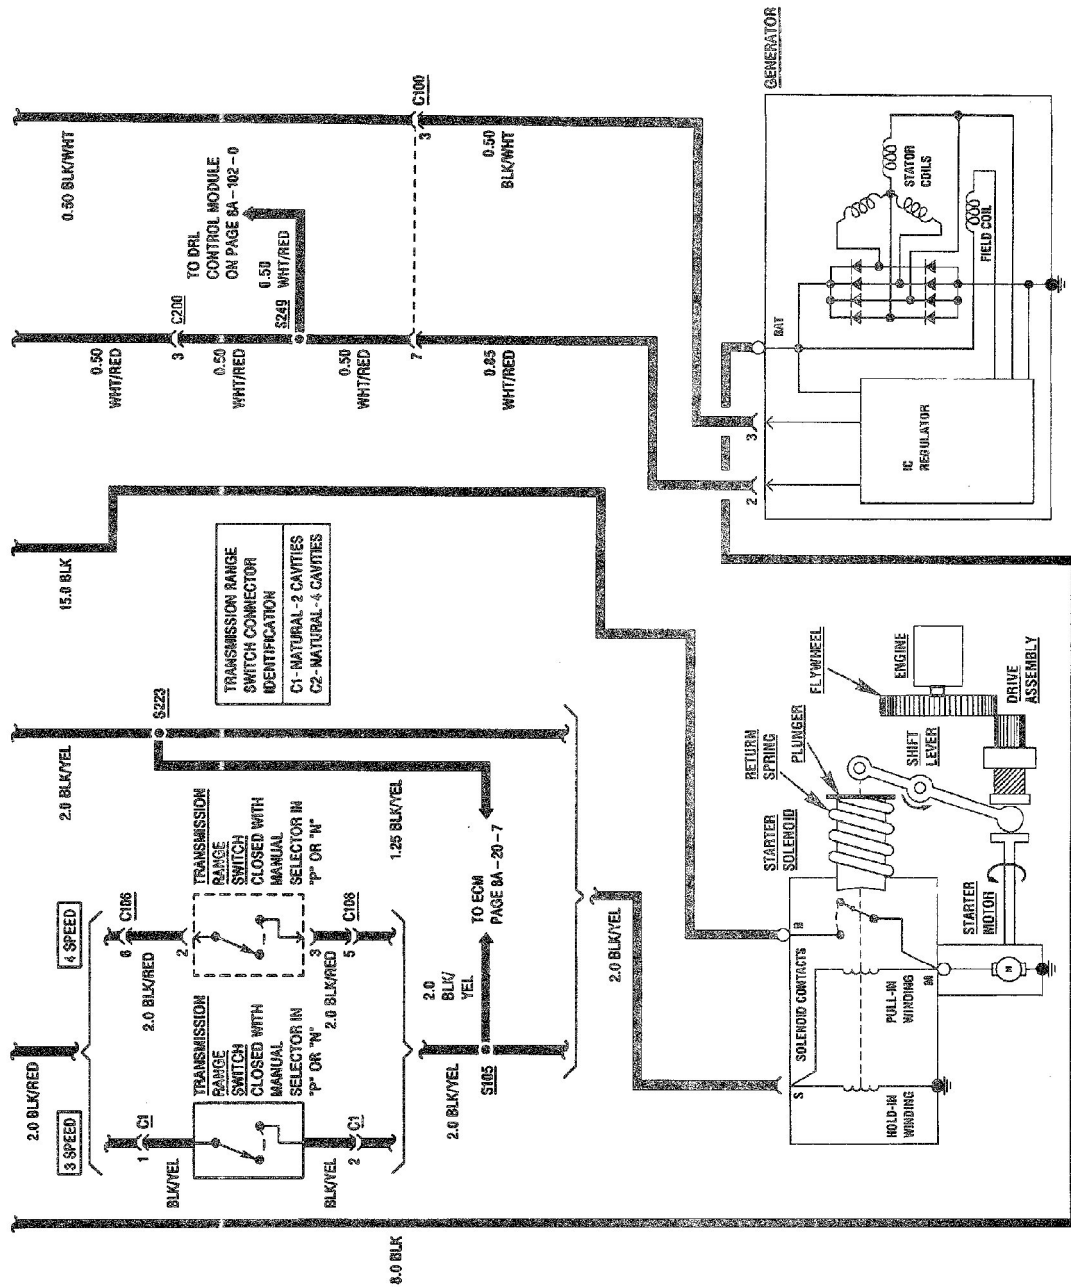 2.0 BLK/RED
3 SPEED
4 SPEED
1
C1
BLK/YEL
TRANSMISSION
RANGE
SWITCH
CLOSED WITH
MANUAL
SELECTOR IN
"P" OR "N"
BLK/YEL
2
C1
6
C106
2.0 BLK/RED
2
TRANSMISSION
RANGE
SWITCH
CLOSED WITH
MANUAL
SELECTOR IN
"P" OR "N"
3
2.0 BLK/RED
5
C108
2.0 BLK/YEL
S223
1.25 BLK/YEL
2.0 BLK/YEL
S105
2.0
BLK/
YEL
TO ECM
PAGE 8A-20-7
2.0 BLK/YEL
8.0 BLK
15.0 BLK
TRANSMISSION RANGE
SWITCH CONNECTOR
IDENTIFICATION
C1-NATURAL-2 CAVITIES
C2-NATURAL-4 CAVITIES
0.50
WHT/RED
3
C200
0.50
WHT/RED
S249
0.50
WHT/RED
TO DRL
CONTROL MODULE
ON PAGE 8A-102-0
0.50
WHT/RED
7
0.85
WHT/RED
0.50 BLK/WHT
C100
3
0.50
BLK/WHT
S
SOLENOID CONTACTS
B
HOLD-IN
WINDING
PULL-IN
WINDING
M
M
STARTER
SOLENOID
RETURN
SPRING
PLUNGER
FLYWHEEL
SHIFT
LEVER
ENGINE
STARTER
MOTOR
DRIVE
ASSEMBLY
2
3
BAT
GENERATOR
IC
REGULATOR
STATOR
COILS
FIELD COIL